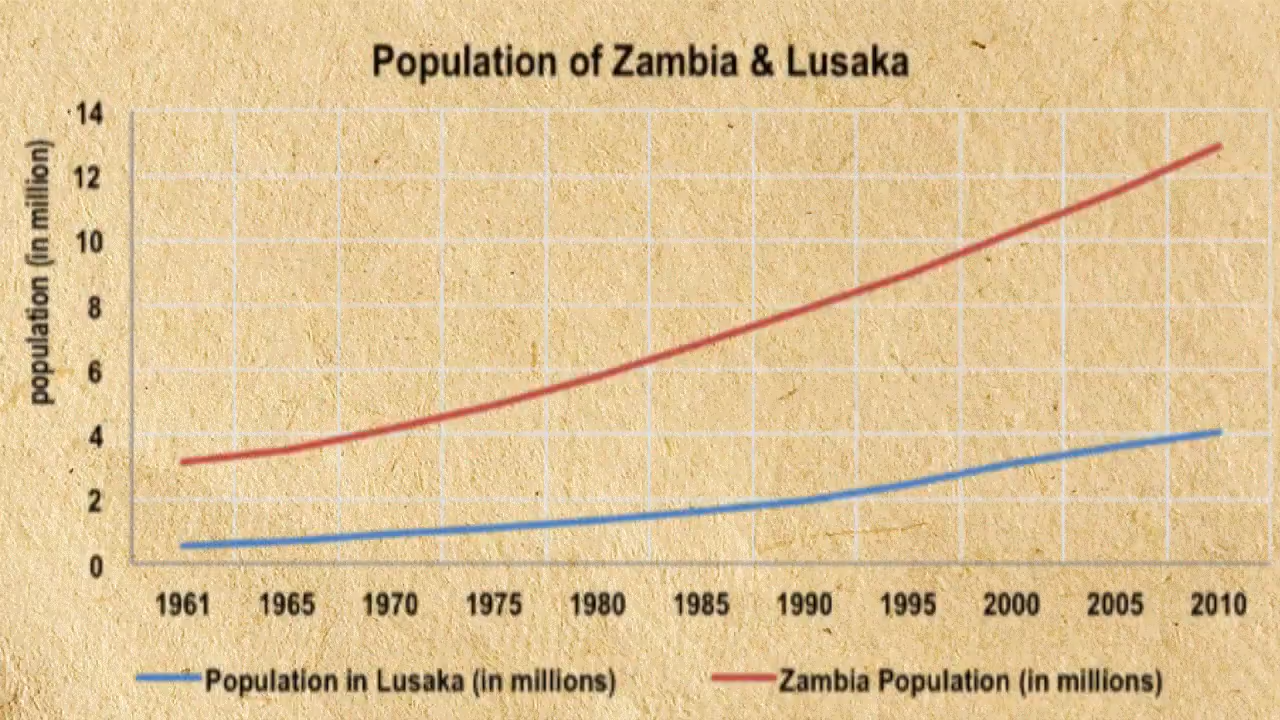 Population of Zambia & Lusaka
population (in million)
14
12
10
8
6
4
2
0
1961 1965 1970 1975 1980 1985 1990 1995 2000 2005 2010
Population in Lusaka (in millions) Zambia Population (in millions)